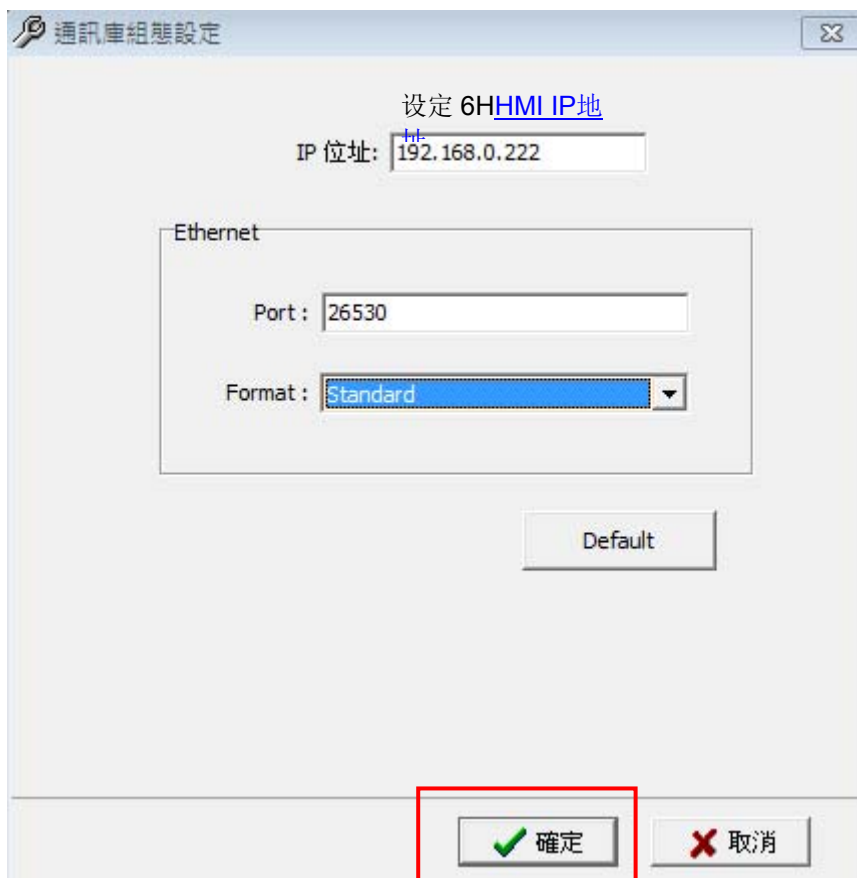 通訊庫組態設定
设定 6HHMI IP地
址
IP 位址: 192.168.0.222
Ethernet
Port : 26530
Format : Standard
Default
確定
取消